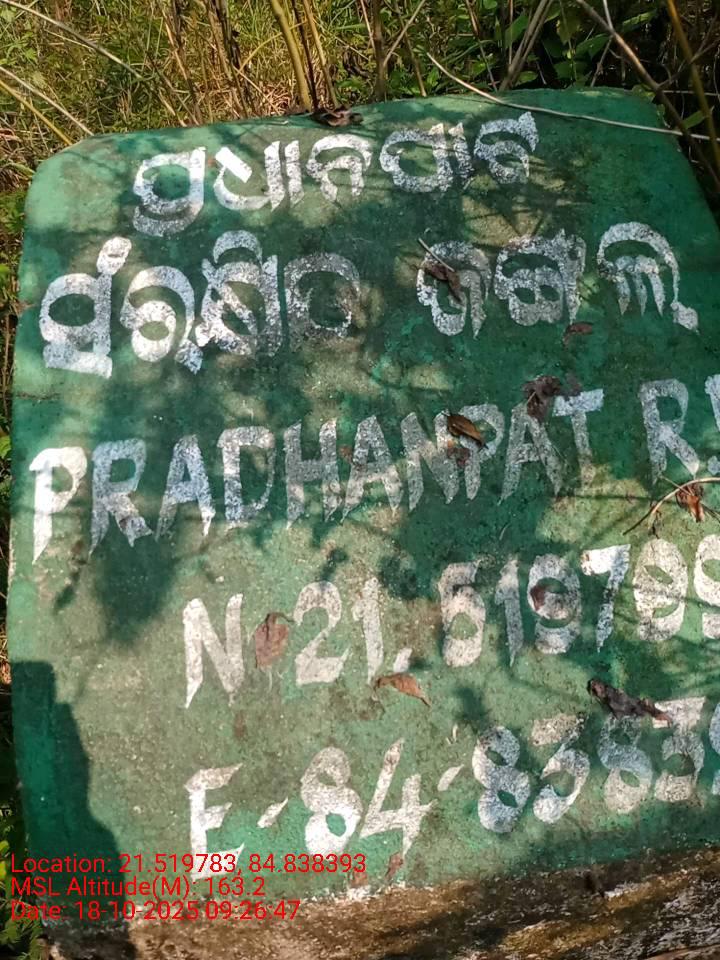 ପ୍ରଧାନପାଟ
ସଂରକ୍ଷିତ ଜଙ୍ଗଲ
PRADHANPAT R.
N 21.519799
E-84-83839
Location: 21.519783, 84.838393
MSL Altitude(M): 163.2
Date: 18-10-2025 09:26:47